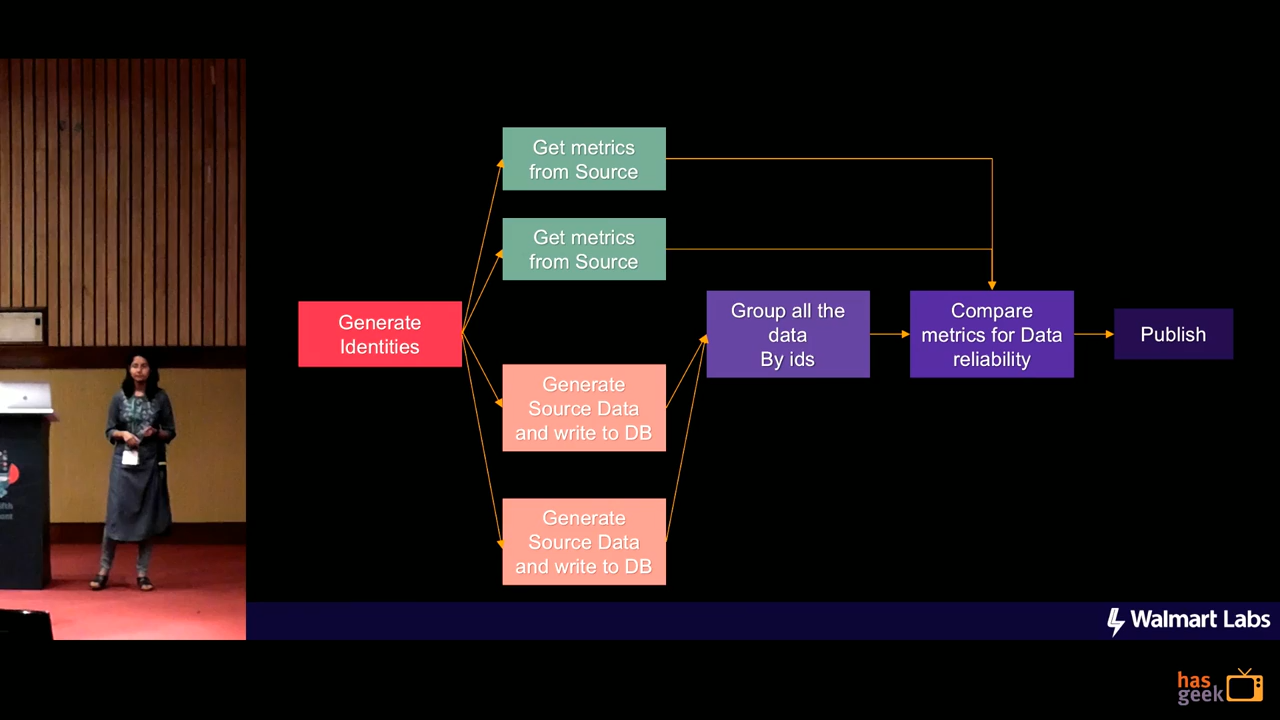 Get metrics
from Source
Get metrics
from Source
Generate
Identities
Group all the
data
By ids
Compare
metrics for Data
reliability
Publish
Generate
Source Data
and write to DB
Generate
Source Data
and write to DB
Walmart Labs
has
geek